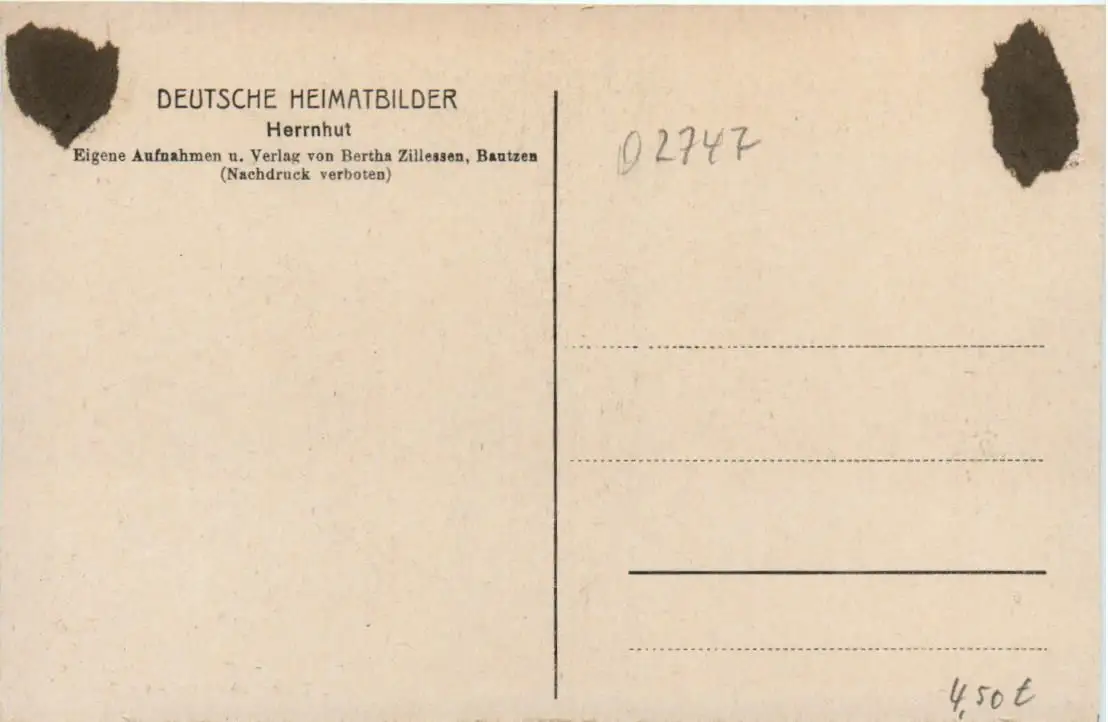 DEUTSCHE HEIMATBILDER
Herrnhut
Eigene Aufnahmen u. Verlag von Bertha Zillessen, Bautzen
(Nachdruck verboten)
02747
4,50 €